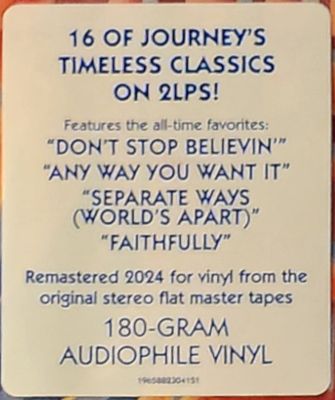 16 OF JOURNEY'S
TIMELESS CLASSICS
ON 2LPS!
Features the all-time favorites:
"DON'T STOP BELIEVIN'"
"ANY WAY YOU WANT IT"
"SEPARATE WAYS
(WORLD'S APART)"
"FAITHFULLY"
Remastered 2024 for vinyl from the
original stereo flat master tapes
180-GRAM
AUDIOPHILE VINYL
19658822304151